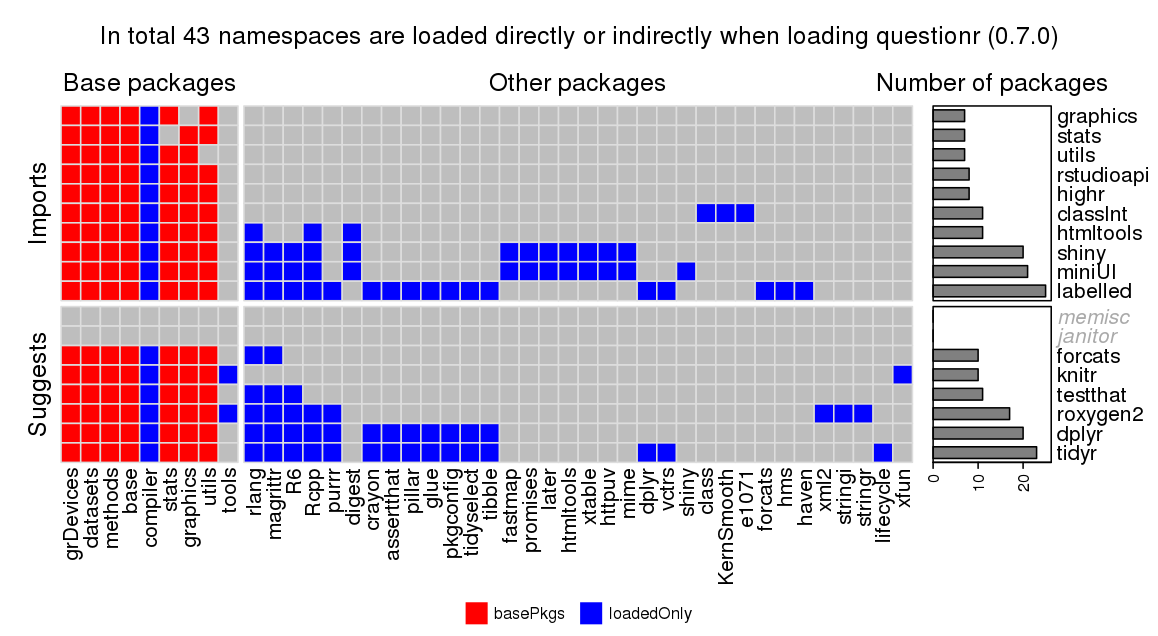 In total 43 namespaces are loaded directly or indirectly when loading questionr (0.7.0)
Base packages
Other packages
Number of packages
Imports
graphics
stats
utils
rstudioapi
highr
classInt
htmltools
shiny
miniUI
labelled
Suggests
memisc
janitor
forcats
knitr
testthat
roxygen2
dplyr
tidyr
grDevices
datasets
methods
base
compiler
stats
graphics
utils
tools
rlang
magrittr
R6
Rcpp
purrr
digest
crayon
assertthat
pillar
glue
pkgconfig
tidyselect
tibble
fastmap
promises
later
htmltools
xtable
httpuv
mime
dplyr
vctrs
shiny
class
KernSmooth
e1071
forcats
hms
haven
xml2
stringi
stringr
lifecycle
xfun
0
10
20
basePkgs
loadedOnly